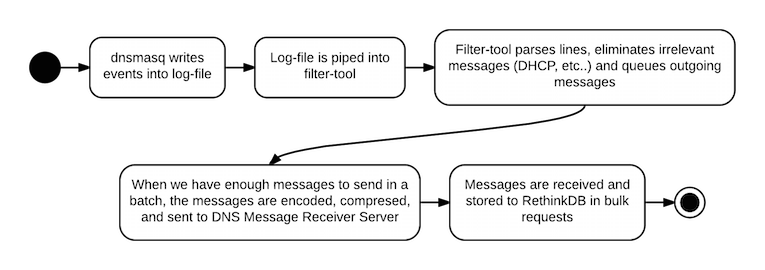 dnsmasq writes
events into log-file
Log-file is piped into
filter-tool
Filter-tool parses lines, eliminates irrelevant
messages (DHCP, etc..) and queues outgoing
messages
When we have enough messages to send in a
batch, the messages are encoded, compresed,
and sent to DNS Message Receiver Server
Messages are received and
stored to RethinkDB in bulk
requests